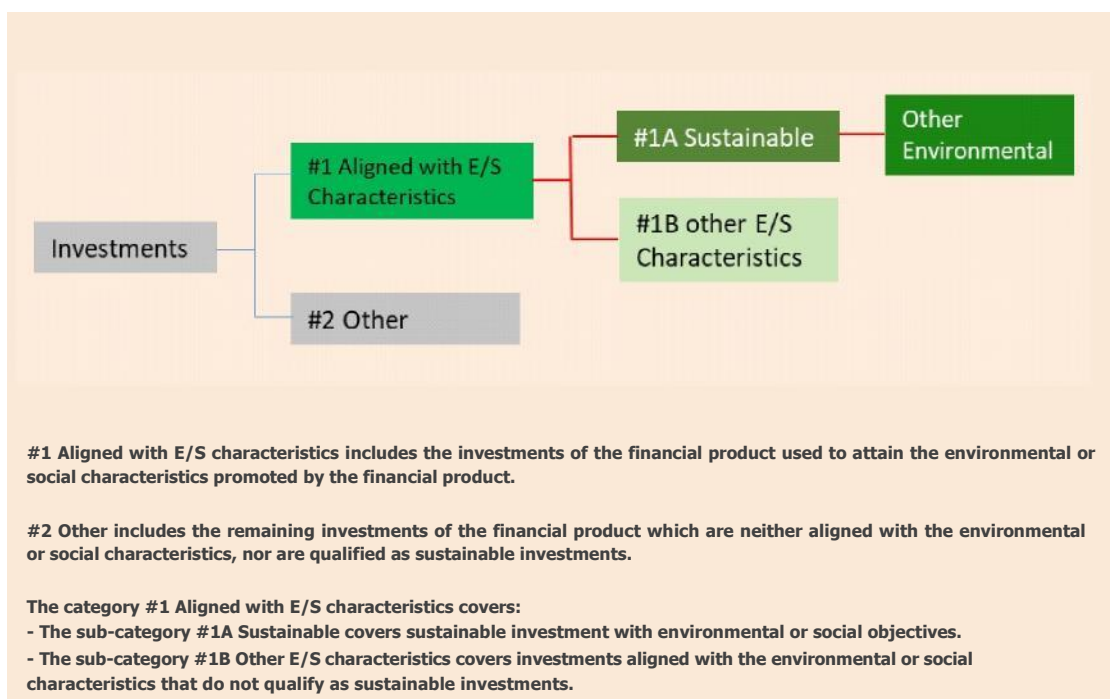 Other
Environmental
#1A Sustainable
#1 Aligned with E/S
Characteristics
#1B other E/S
Characteristics
Investments
#2 Other
#1 Aligned with E/S characteristics includes the investments of the financial product used to attain the environmental or
social characteristics promoted by the financial product.
#2 Other includes the remaining investments of the financial product which are neither aligned with the environmental
or social characteristics, nor are qualified as sustainable investments.
The category #1 Aligned with E/S characteristics covers:
- The sub-category #1A Sustainable covers sustainable investment with environmental or social objectives.
- The sub-category #1B Other E/S characteristics covers investments aligned with the environmental or social
characteristics that do not qualify as sustainable investments.